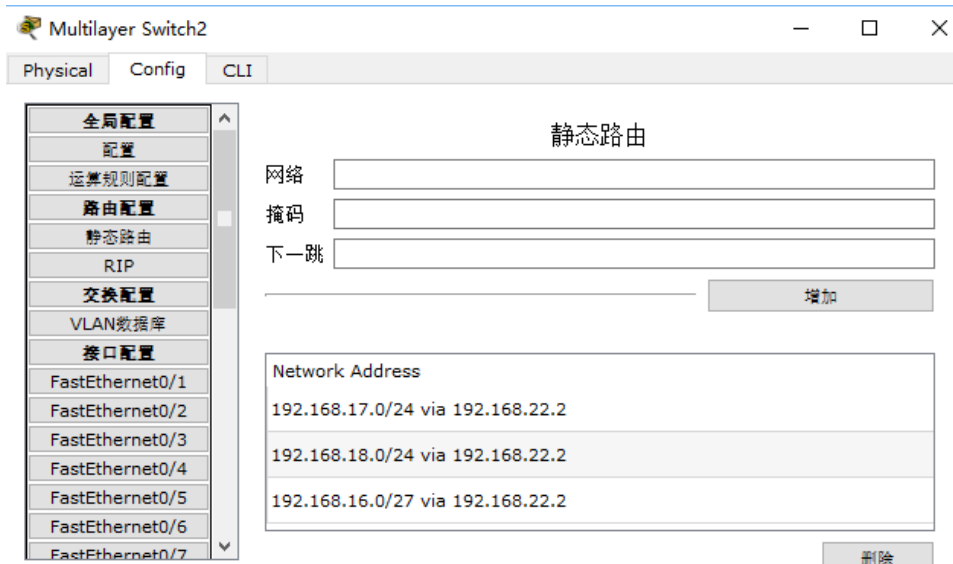 Multilayer Switch2
Physical Config CLI
全局配置
配置
运算规则配置
路由配置
静态路由
RIP
交换配置
VLAN数据库
接口配置
FastEthernet0/1
FastEthernet0/2
FastEthernet0/3
FastEthernet0/4
FastEthernet0/5
FastEthernet0/6
FastEthernet0/7
静态路由
网络
掩码
下一跳
增加
Network Address
192.168.17.0/24 via 192.168.22.2
192.168.18.0/24 via 192.168.22.2
192.168.16.0/27 via 192.168.22.2
删除